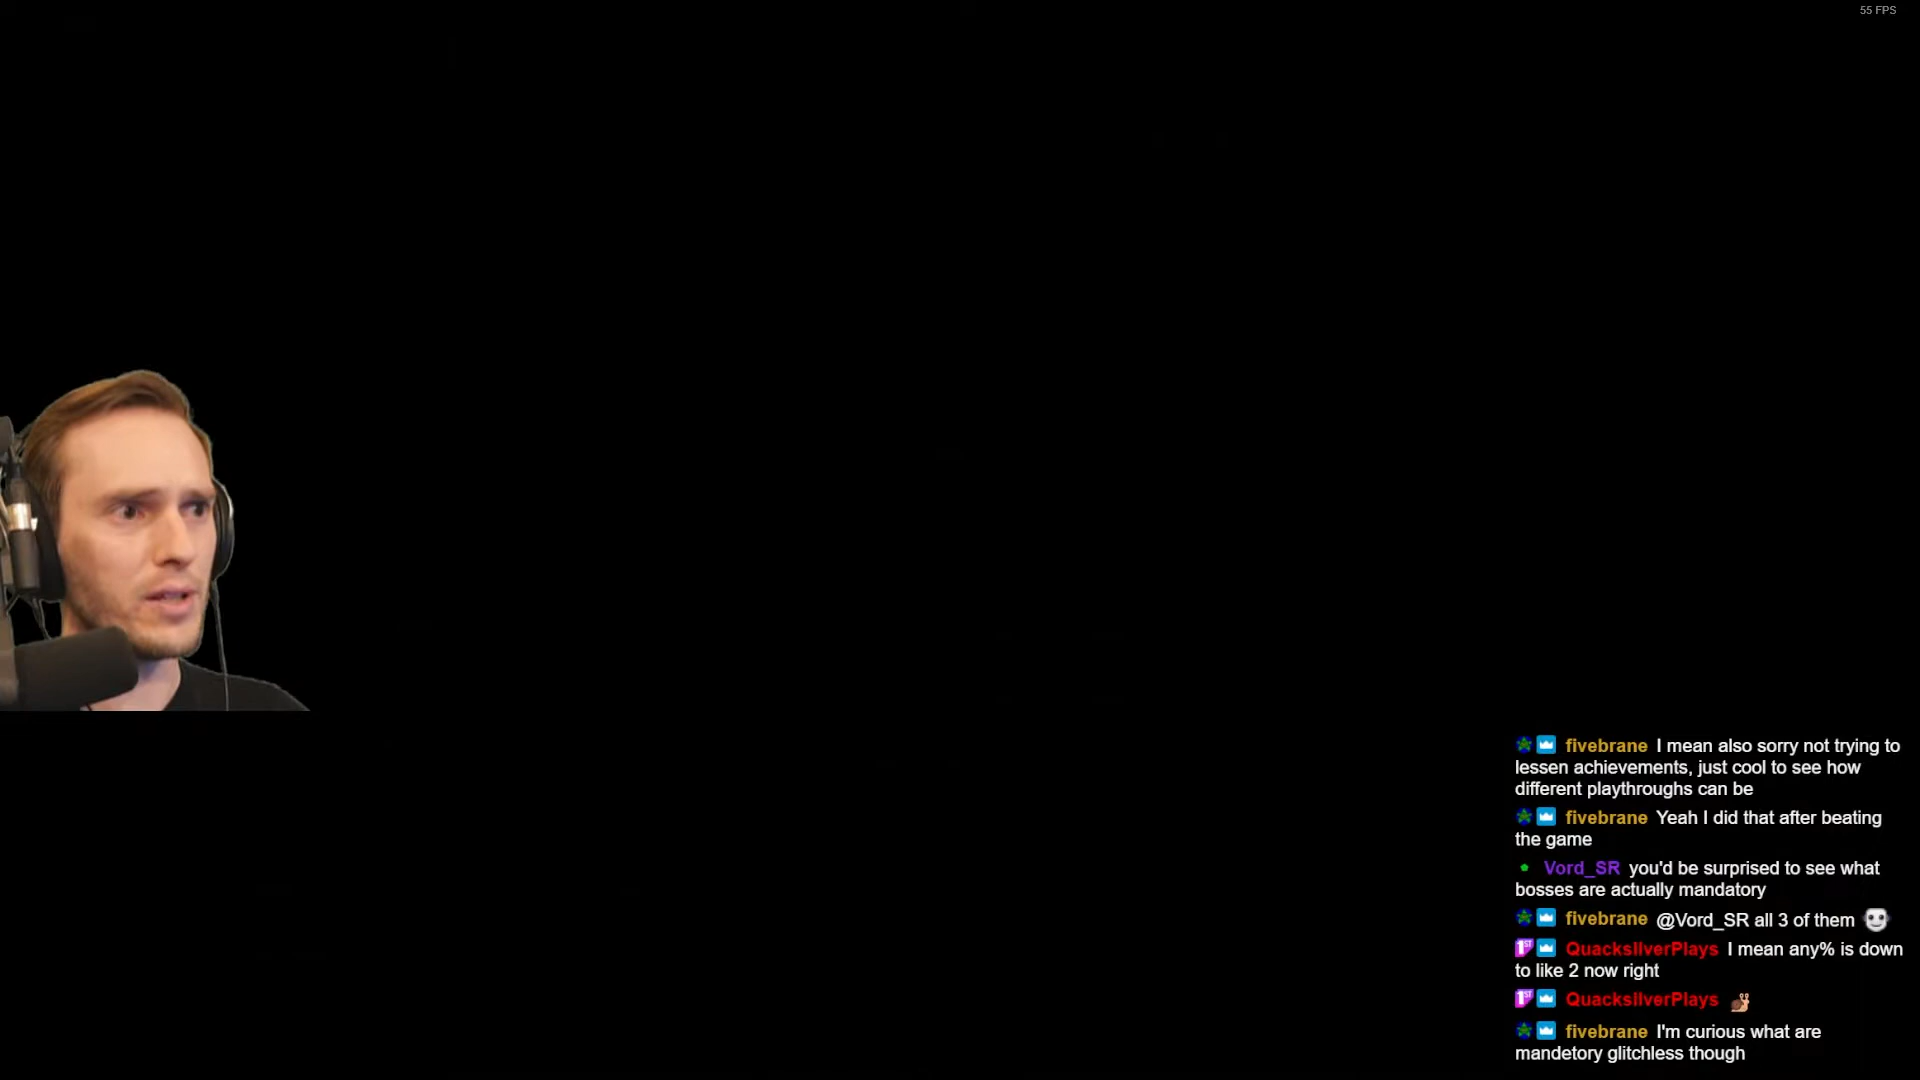 55 FPS
fivebrane I mean also sorry not trying to
lessen achievements, just cool to see how
different playthroughs can be
fivebrane Yeah I did that after beating
the game
Vord_SR you'd be surprised to see what
bosses are actually mandatory
fivebrane @Vord_SR all 3 of them
1ST QuacksilverPlays I mean any% is down
to like 2 now right
1ST QuacksilverPlays
fivebrane I'm curious what are
mandetory glitchless though